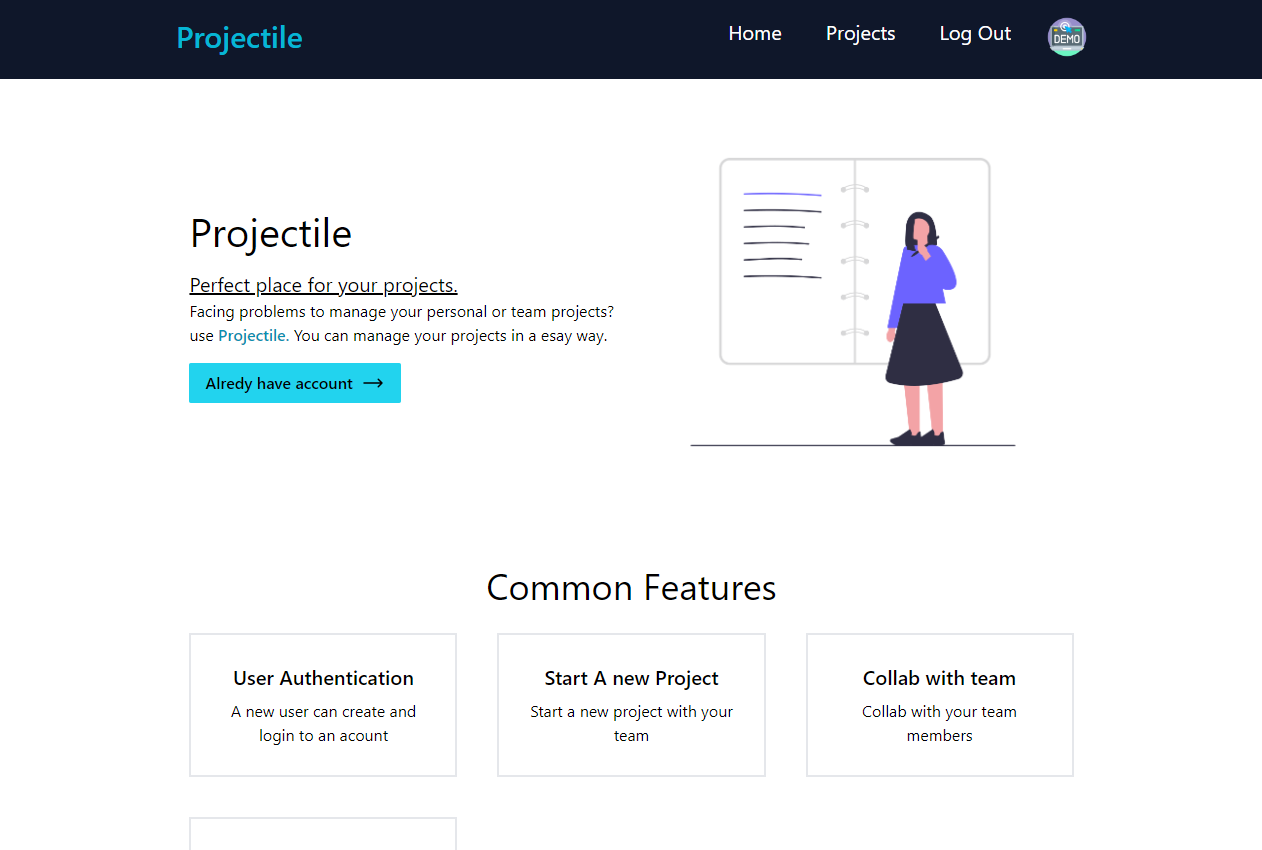 Projectile
Home
Projects
Log Out
DEMO
Projectile
Perfect place for your projects.
Facing problems to manage your personal or team projects?
use Projectile. You can manage your projects in a esay way.
Alredy have account
Common Features
User Authentication
A new user can create and
login to an acount
Start A new Project
Start a new project with your
team
Collab with team
Collab with your team
members